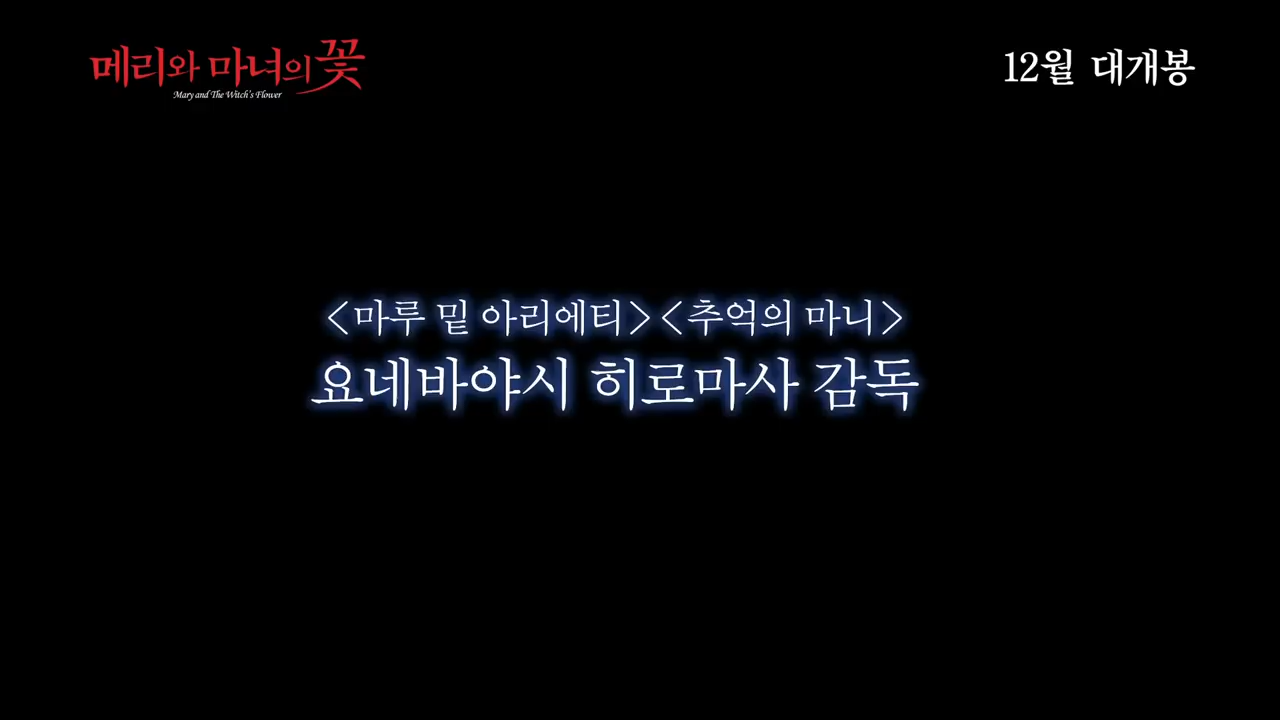 메리와 마녀의 꽃
Mary and The Witch's Flower
12월 대개봉
<마루 밑 아리에티><추억의 마니>
요네바야시 히로마사 감독